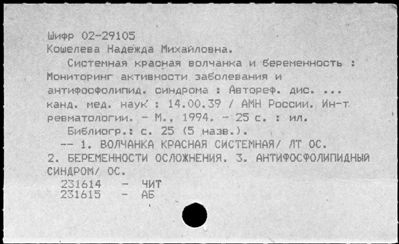 Шифр 02-29105
Кошелева Надежда Михайловна.
Системная красная волчанка и беременность :
Мониторинг активности заболевания и
антифосфолипид. синдрома : Автореф. дис. ...
канд. мед. наук : 14.00.39 / АМН России. Ин-т
ревматологии. - М., 1994. - 25 с. : ил.
Библиогр.: с. 25 (5 назв.).
-- 1. ВОЛЧАНКА КРАСНАЯ СИСТЕМНАЯ/ ЛТ ОС.
2. БЕРЕМЕННОСТИ ОСЛОЖНЕНИЯ. 3. АНТИФОСФОЛИПИДНЫЙ
СИНДРОМ/ ОС.
231614 - ЧИТ
231615 - АБ